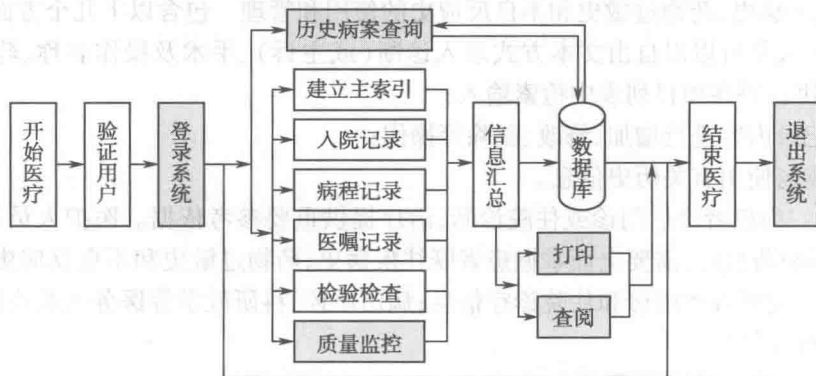 开始医疗
验证用户
登录系统
历史病案查询
建立主索引
入院记录
病程记录
医嘱记录
检验检查
质量监控
信息汇总
数据库
打印
查阅
结束医疗
退出系统